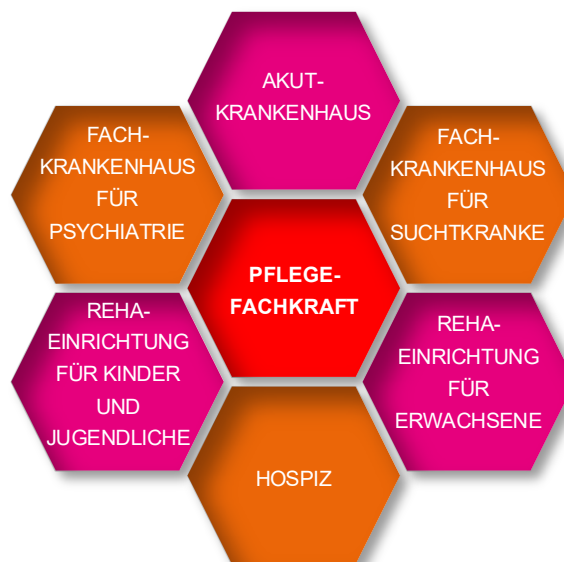 AKUT-
KRANKENHAUS
FACH-
KRANKENHAUS
FÜR
PSYCHIATRIE
FACH-
KRANKENHAUS
FÜR
SUCHTKRANKE
PFLEGE-
FACHKRAFT
REHA-
EINRICHTUNG
FÜR KINDER
UND
JUGENDLICHE
REHA-
EINRICHTUNG
FÜR
ERWACHSENE
HOSPIZ